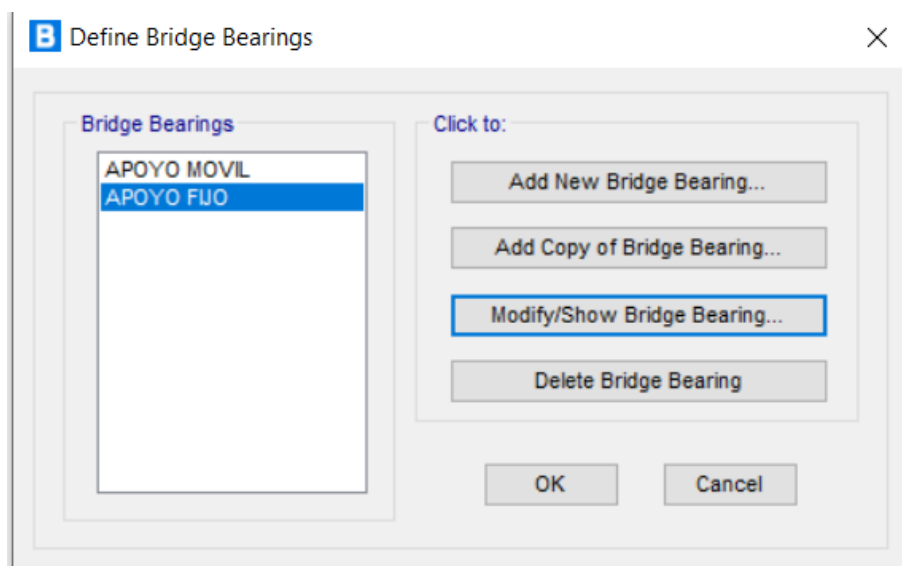 B Define Bridge Bearings
Bridge Bearings
APOYO MOVIL
APOYO FIJO
Click to:
Add New Bridge Bearing...
Add Copy of Bridge Bearing...
Modify/Show Bridge Bearing...
Delete Bridge Bearing
OK
Cancel